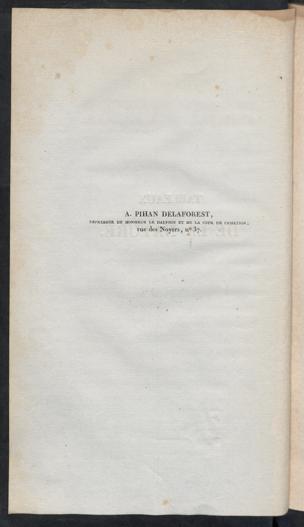 A. PIHAN DELAFOREST,
IMPRIMEUR DE MONSIEUR LE DAUPHIN ET DE LA COUR DE CASSATION,
rue des Noyers, nº 37.